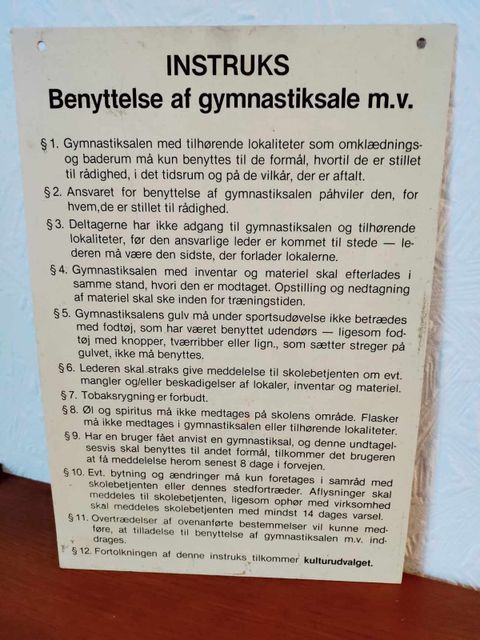 INSTRUKS
Benyttelse af gymnastiksale m.v.
§ 1. Gymnastiksalen med tilhørende lokaliteter som omklædnings-
og baderum må kun benyttes til de formål, hvortil de er stillet
til rådighed, i det tidsrum og på de vilkår, der er aftalt.
§ 2. Ansvaret for benyttelse af gymnastiksalen påhviler den, for
hvem,de er stillet til rådighed.
§ 3. Deltagerne har ikke adgang til gymnastiksalen og tilhørende
lokaliteter, før den ansvarlige leder er kommet til stede — le-
deren må være den sidste, der forlader lokalerne.
§ 4. Gymnastiksalen med inventar og materiel skal efterlades i
samme stand, hvori den er modtaget. Opstilling og nedtagning
af materiel skal ske inden for træningstiden.
§ 5. Gymnastiksalens gulv må under sportsudøvelse ikke betrædes
med fodtøj, som har været benyttet udendørs — ligesom fod-
tøj med knopper, tværribber eller lign., som sætter streger på
gulvet, ikke må benyttes.
§ 6. Lederen skal straks give meddelelse til skolebetjenten om evt.
mangler og/eller beskadigelser af lokaler, inventar og materiel.
§ 7. Tobaksrygning er forbudt.
§ 8. Øl og spiritus må ikke medtages på skolens område. Flasker
må ikke medtages i gymnastiksalen eller tilhørende lokaliteter.
§ 9. Har en bruger fået anvist en gymnastiksal, og denne undtagel-
sesvis skal benyttes til andet formål, tilkommer det brugeren
at få meddelelse herom senest 8 dage i forvejen.
§ 10. Evt. bytning og ændringer må kun foretages i samråd med
skolebetjenten eller dennes stedfortræder. Aflysninger skal
meddeles til skolebetjenten, ligesom ophør med virksomhed
skal meddeles skolebetjenten med mindst 14 dages varsel.
§ 11. Overtrædelser af ovenanførte bestemmelser vil kunne med-
føre, at tilladelse til benyttelse af gymnastiksalen m.v. ind-
drages.
§ 12. Fortolkningen af denne instruks tilkommer kulturudvalget.